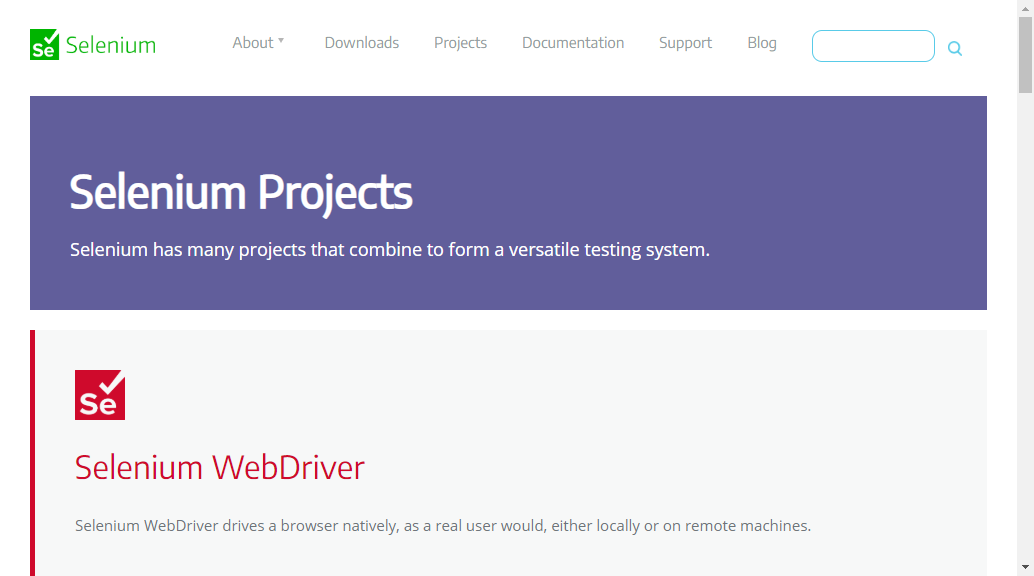 Se Selenium
About Downloads Projects Documentation Support Blog
Selenium Projects
Selenium has many projects that combine to form a versatile testing system.
Se
Selenium WebDriver
Selenium WebDriver drives a browser natively, as a real user would, either locally or on remote machines.